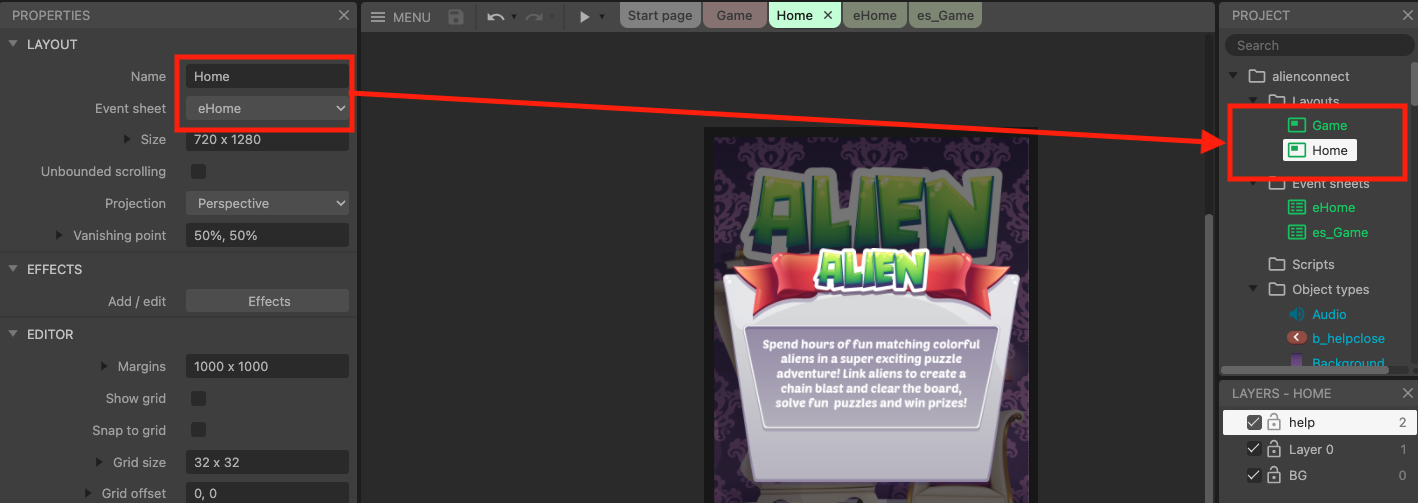 PROPERTIES
LAYOUT
Name Home
Event sheet eHome
Size 720 x 1280
Unbounded scrolling
Projection Perspective
Vanishing point 50%, 50%
EFFECTS
Add / edit Effects
EDITOR
Margins 1000 x 1000
Show grid
Snap to grid
Grid size 32 x 32
Grid offset 0, 0
MENU
Start page Game Home eHome es_Game
ALIEN
ALIEN
Spend hours of fun matching colorful
aliens in a super exciting puzzle
adventure! Link aliens to create a
chain blast and clear the board,
solve fun puzzles and win prizes!
PROJECT
Search
alienconnect
Layouts
Game
Home
Event sheets
eHome
es_Game
Scripts
Object types
Audio
b_helpclose
Background
LAYERS - HOME
help 2
Layer 0 1
BG 0